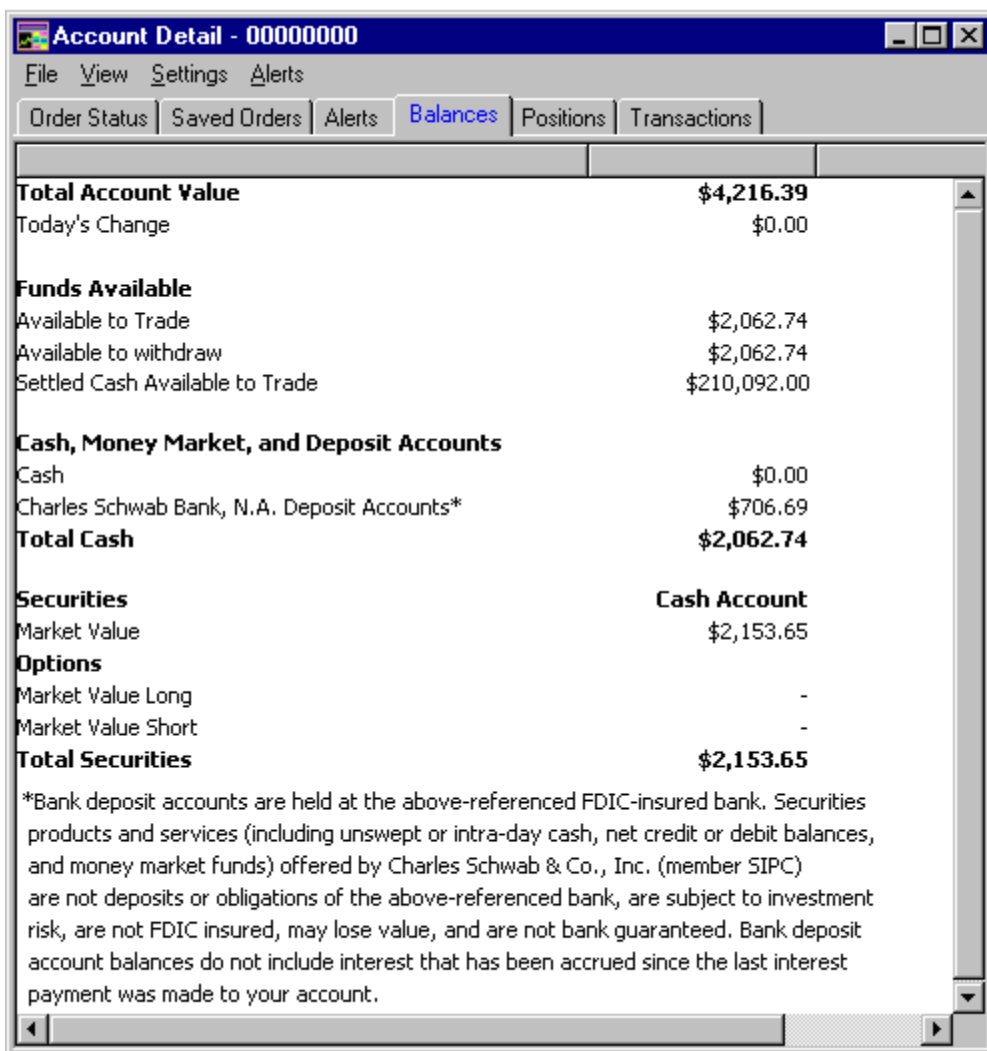 Account Detail - 00000000
File View Settings Alerts
Order Status Saved Orders Alerts Balances Positions Transactions
Total Account Value $4,216.39
Today's Change $0.00
Funds Available
Available to Trade $2,062.74
Available to withdraw $2,062.74
Settled Cash Available to Trade $210,092.00
Cash, Money Market, and Deposit Accounts
Cash $0.00
Charles Schwab Bank, N.A. Deposit Accounts* $706.69
Total Cash $2,062.74
Securities Cash Account
Market Value $2,153.65
Options
Market Value Long -
Market Value Short -
Total Securities $2,153.65
*Bank deposit accounts are held at the above-referenced FDIC-insured bank. Securities
products and services (including unswept or intra-day cash, net credit or debit balances,
and money market funds) offered by Charles Schwab & Co., Inc. (member SIPC)
are not deposits or obligations of the above-referenced bank, are subject to investment
risk, are not FDIC insured, may lose value, and are not bank guaranteed. Bank deposit
account balances do not include interest that has been accrued since the last interest
payment was made to your account.